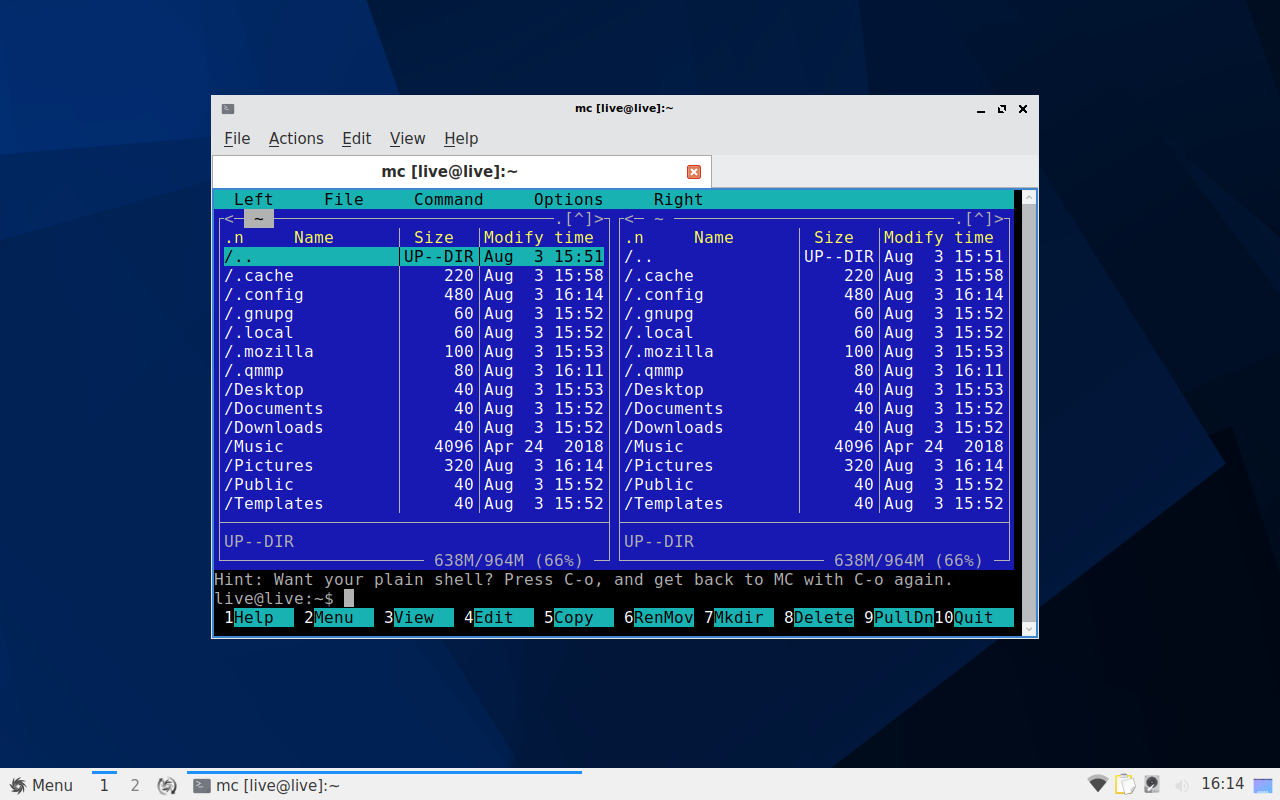 mc [live@live]:~
File Actions Edit View Help
mc [live@live]:~
Left File Command Options Right
<─ ~ ─.[^]>
<─ ~ ─.[^]>
.n Name Size Modify time .n Name Size Modify time
/.. UP--DIR Aug 3 15:51 /.. UP--DIR Aug 3 15:51
/.cache 220 Aug 3 15:58 /.cache 220 Aug 3 15:58
/.config 480 Aug 3 16:14 /.config 480 Aug 3 16:14
/.gnupg 60 Aug 3 15:52 /.gnupg 60 Aug 3 15:52
/.local 60 Aug 3 15:52 /.local 60 Aug 3 15:52
/.mozilla 100 Aug 3 15:53 /.mozilla 100 Aug 3 15:53
/.qmmp 80 Aug 3 16:11 /.qmmp 80 Aug 3 16:11
/Desktop 40 Aug 3 15:53 /Desktop 40 Aug 3 15:53
/Documents 40 Aug 3 15:52 /Documents 40 Aug 3 15:52
/Downloads 40 Aug 3 15:52 /Downloads 40 Aug 3 15:52
/Music 4096 Apr 24 2018 /Music 4096 Apr 24 2018
/Pictures 320 Aug 3 16:14 /Pictures 320 Aug 3 16:14
/Public 40 Aug 3 15:52 /Public 40 Aug 3 15:52
/Templates 40 Aug 3 15:52 /Templates 40 Aug 3 15:52
UP--DIR UP--DIR
638M/964M (66%) 638M/964M (66%)
Hint: Want your plain shell? Press C-o, and get back to MC with C-o again.
live@live:~$
1Help 2Menu 3View 4Edit 5Copy 6RenMov 7Mkdir 8Delete 9PullDn 10Quit
Menu 1 2 mc [live@live]:~ 16:14